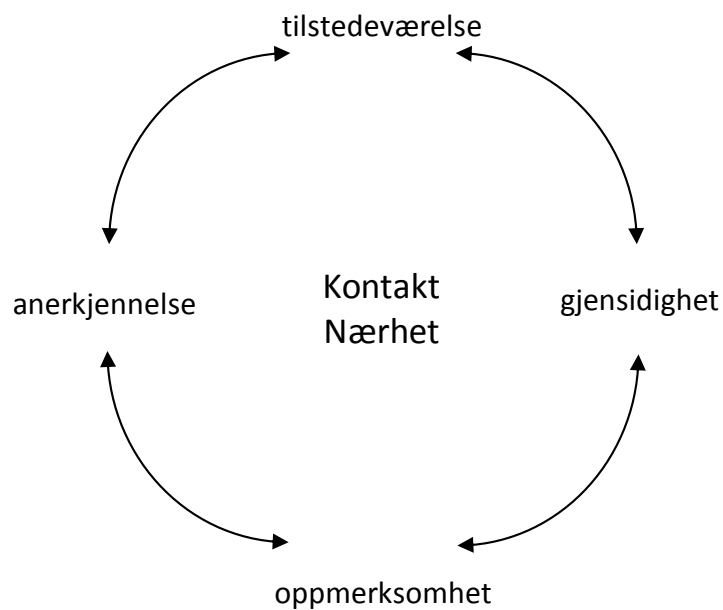 tilstedeværelse
anerkjennelse
Kontakt
Nærhet
gjensidighet
oppmerksomhet